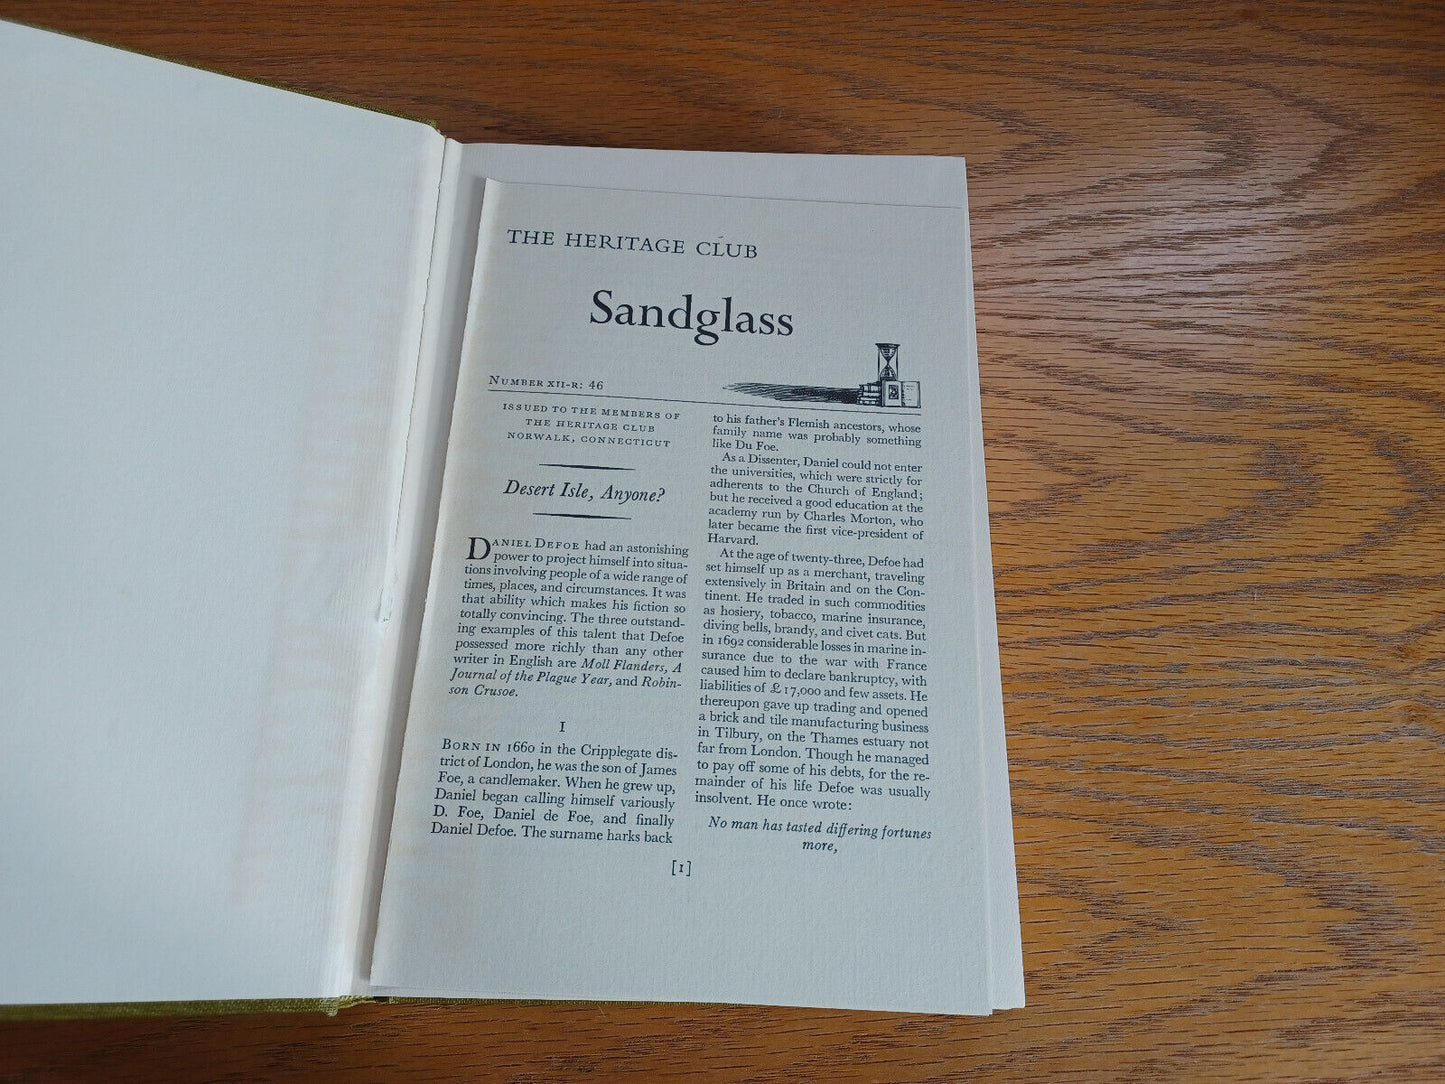 THE HERITAGE CLUB
Sandglass
NUMBER XII-R: 46
ISSUED TO THE MEMBERS OF
THE HERITAGE CLUB
NORWALK, CONNECTICUT
Desert Isle, Anyone?
DANIEL DEFOE had an astonishing
power to project himself into situa-
tions involving people of a wide range of
times, places, and circumstances. It was
that ability which makes his fiction so
totally convincing. The three outstand-
ing examples of this talent that Defoe
possessed more richly than any other
writer in English are Moll Flanders, A
Journal of the Plague Year, and Robin-
son Crusoe.
I
BORN IN 1660 in the Cripplegate dis-
trict of London, he was the son of James
Foe, a candlemaker. When he grew up,
Daniel began calling himself variously
D. Foe, Daniel de Foe, and finally
Daniel Defoe. The surname harks back
to his father's Flemish ancestors, whose
family name was probably something
like Du Foe.
As a Dissenter, Daniel could not enter
the universities, which were strictly for
adherents to the Church of England;
but he received a good education at the
academy run by Charles Morton, who
later became the first vice-president of
Harvard.
At the age of twenty-three, Defoe had
set himself up as a merchant, traveling
extensively in Britain and on the Con-
tinent. He traded in such commodities
as hosiery, tobacco, marine insurance,
diving bells, brandy, and civet cats. But
in 1692 considerable losses in marine in-
surance due to the war with France
caused him to declare bankruptcy, with
liabilities of £17,000 and few assets. He
thereupon gave up trading and opened
a brick and tile manufacturing business
in Tilbury, on the Thames estuary not
far from London. Though he managed
to pay off some of his debts, for the re-
mainder of his life Defoe was usually
insolvent. He once wrote:
No man has tasted differing fortunes
more,
[1]